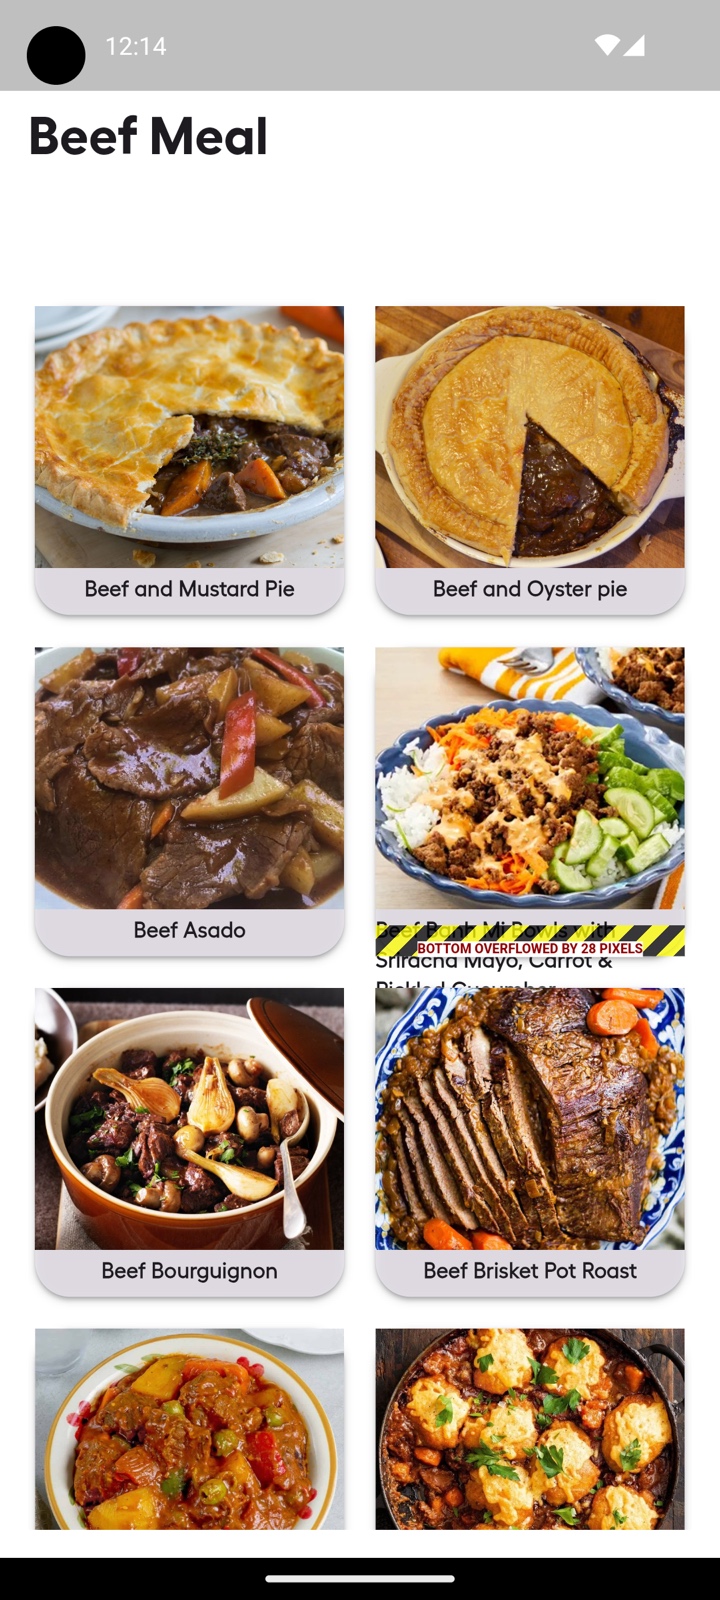 12:14
Beef Meal
Beef and Mustard Pie
Beef and Oyster pie
Beef Asado
Beef Banh Mi Bowls with
BOTTOM OVERFLOWED BY 28 PIXELS
Sriracha Mayo, Carrot &
Pickled Cucumber
Beef Bourguignon
Beef Brisket Pot Roast